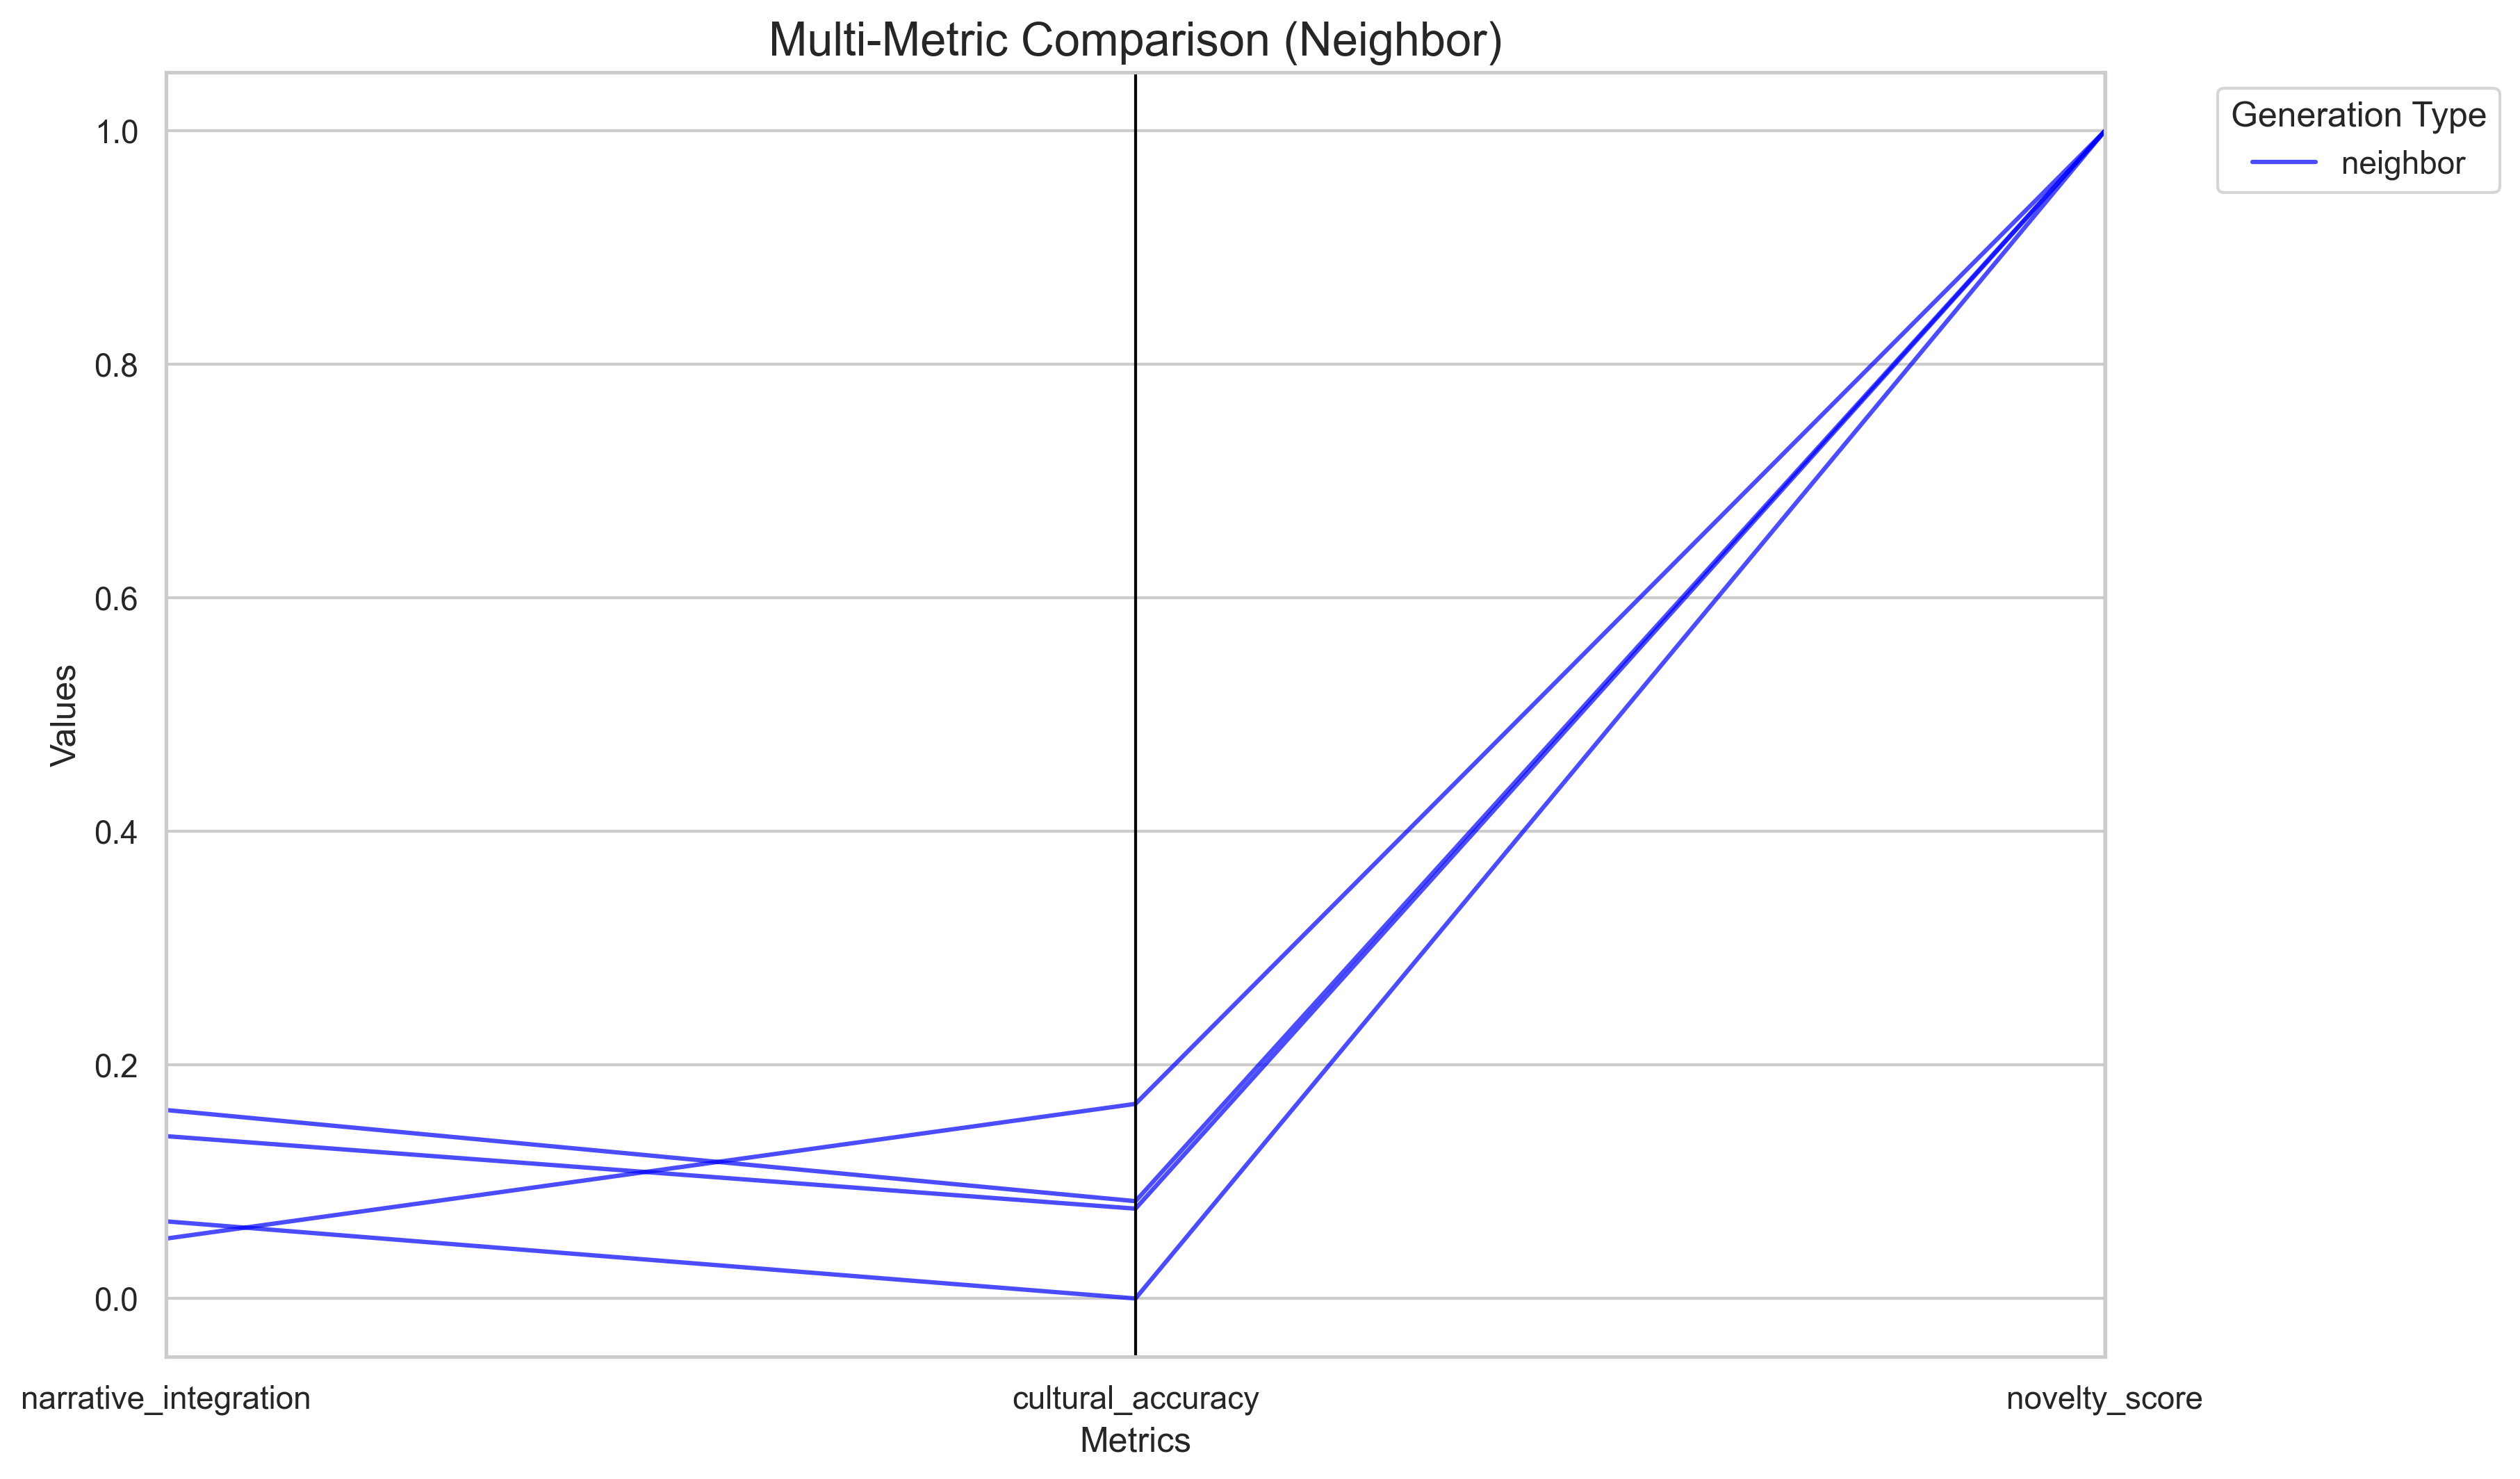 Multi-Metric Comparison (Neighbor)
Generation Type
neighbor
1.0
0.8
0.6
0.4
0.2
0.0
Values
narrative_integration
cultural_accuracy
novelty_score
Metrics